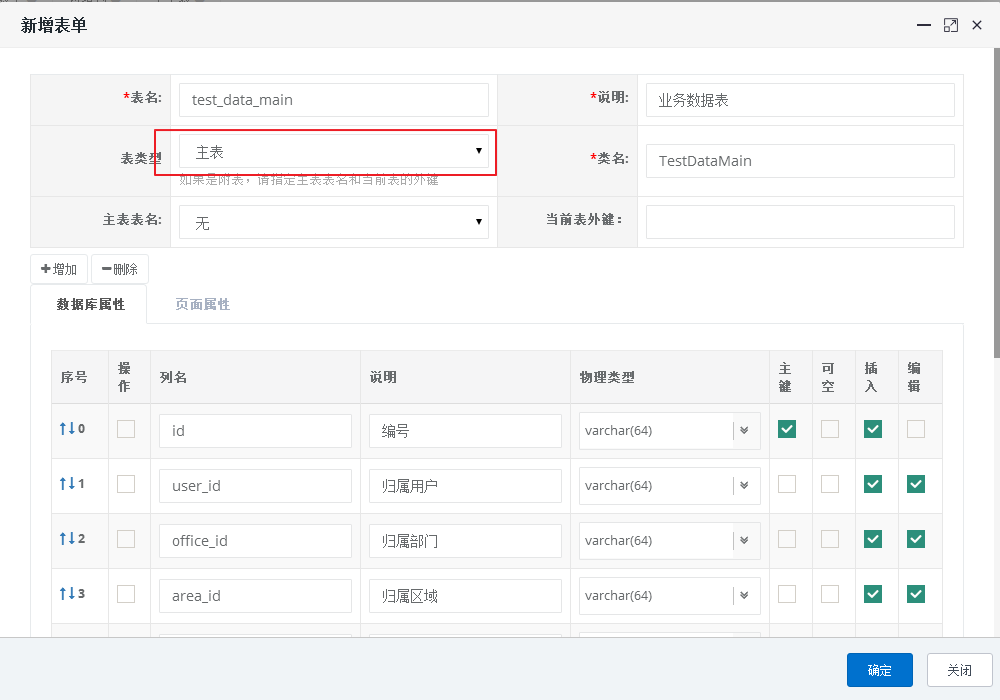 新增表单
*表名: test_data_main *说明: 业务数据表
表类型 主表 *类名: TestDataMain
如果是附表，请指定主表表名和当前表的外键
主表表名: 无 当前表外键：
增加 删除
数据库属性 页面属性
序号 操作 列名 说明 物理类型 主键 可空 插入 编辑
0 id 编号 varchar(64)
1 user_id 归属用户 varchar(64)
2 office_id 归属部门 varchar(64)
3 area_id 归属区域 varchar(64)
确定 关闭